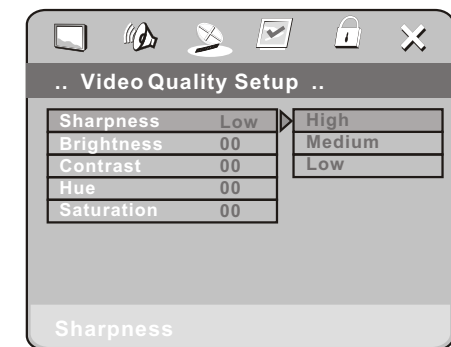 .. Video Quality Setup ..
Sharpness Low High
Brightness 00 Medium
Contrast 00 Low
Hue 00
Saturation 00
Sharpness